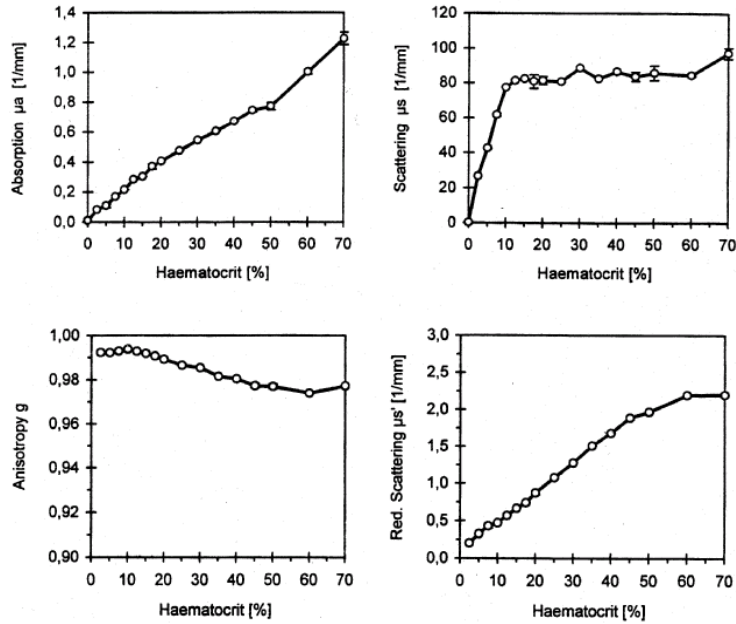 Absorption µa [1/mm]
1,4
1,2
1,0
0,8
0,6
0,4
0,2
0,0
0 10 20 30 40 50 60 70
Haematocrit [%]
Scattering µs [1/mm]
120
100
80
60
40
20
0
0 10 20 30 40 50 60 70
Haematocrit [%]
Anisotropy g
1,00
0,98
0,96
0,94
0,92
0,90
0 10 20 30 40 50 60 70
Haematocrit [%]
Red. Scattering µs' [1/mm]
3,0
2,5
2,0
1,5
1,0
0,5
0,0
0 10 20 30 40 50 60 70
Haematocrit [%]